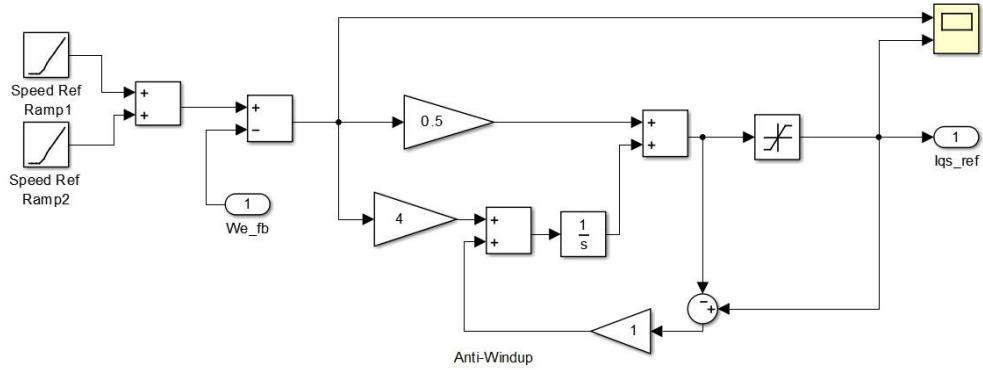 Speed Ref
Ramp1
Speed Ref
Ramp2
+
+
+
−
1
We_fb
0.5
4
+
+
1
s
+
+
1
Iqs_ref
−
+
1
Anti-Windup